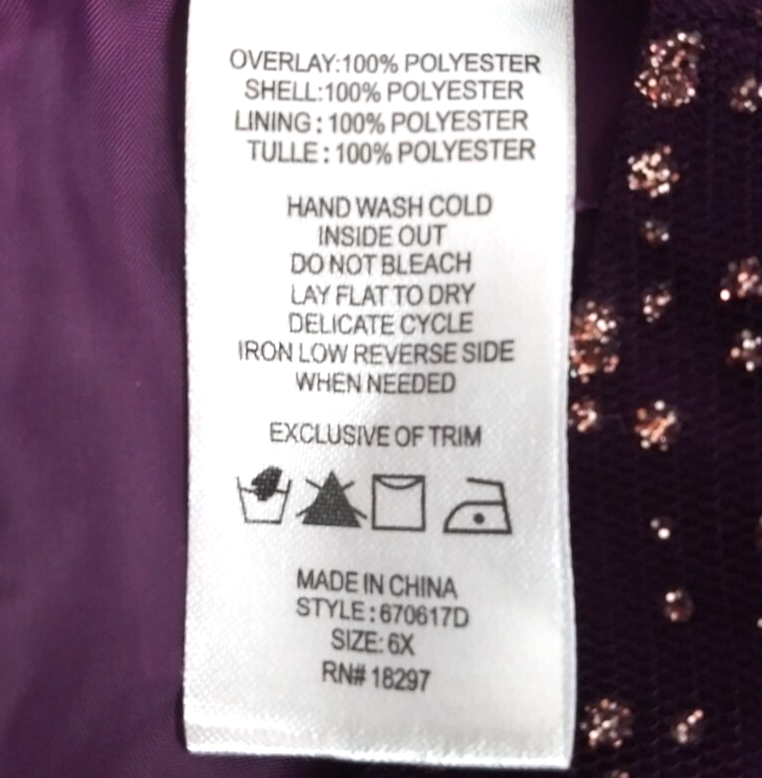 OVERLAY:100% POLYESTER
SHELL:100% POLYESTER
LINING: 100% POLYESTER
TULLE: 100% POLYESTER
HAND WASH COLD
INSIDE OUT
DO NOT BLEACH
LAY FLAT TO DRY
DELICATE CYCLE
IRON LOW REVERSE SIDE
WHEN NEEDED
EXCLUSIVE OF TRIM
MADE IN CHINA
STYLE: 670617D
SIZE: 6X
RN# 18297